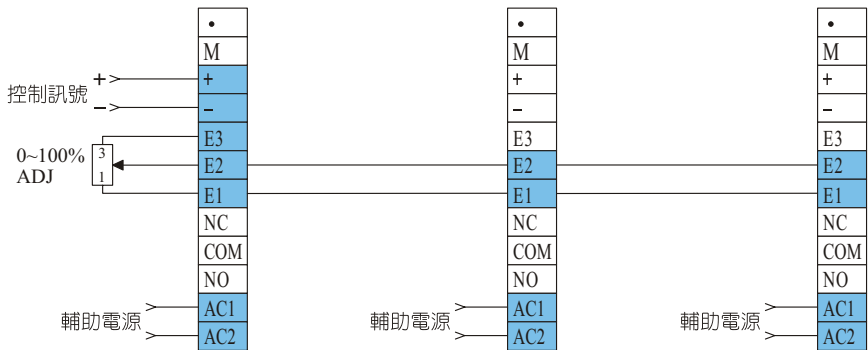 •
M
+
−
E3
E2
E1
NC
COM
NO
AC1
AC2
控制訊號
+
−
0~100%
ADJ
3
1
輔助電源
•
M
+
−
E3
E2
E1
NC
COM
NO
AC1
AC2
輔助電源
•
M
+
−
E3
E2
E1
NC
COM
NO
AC1
AC2
輔助電源